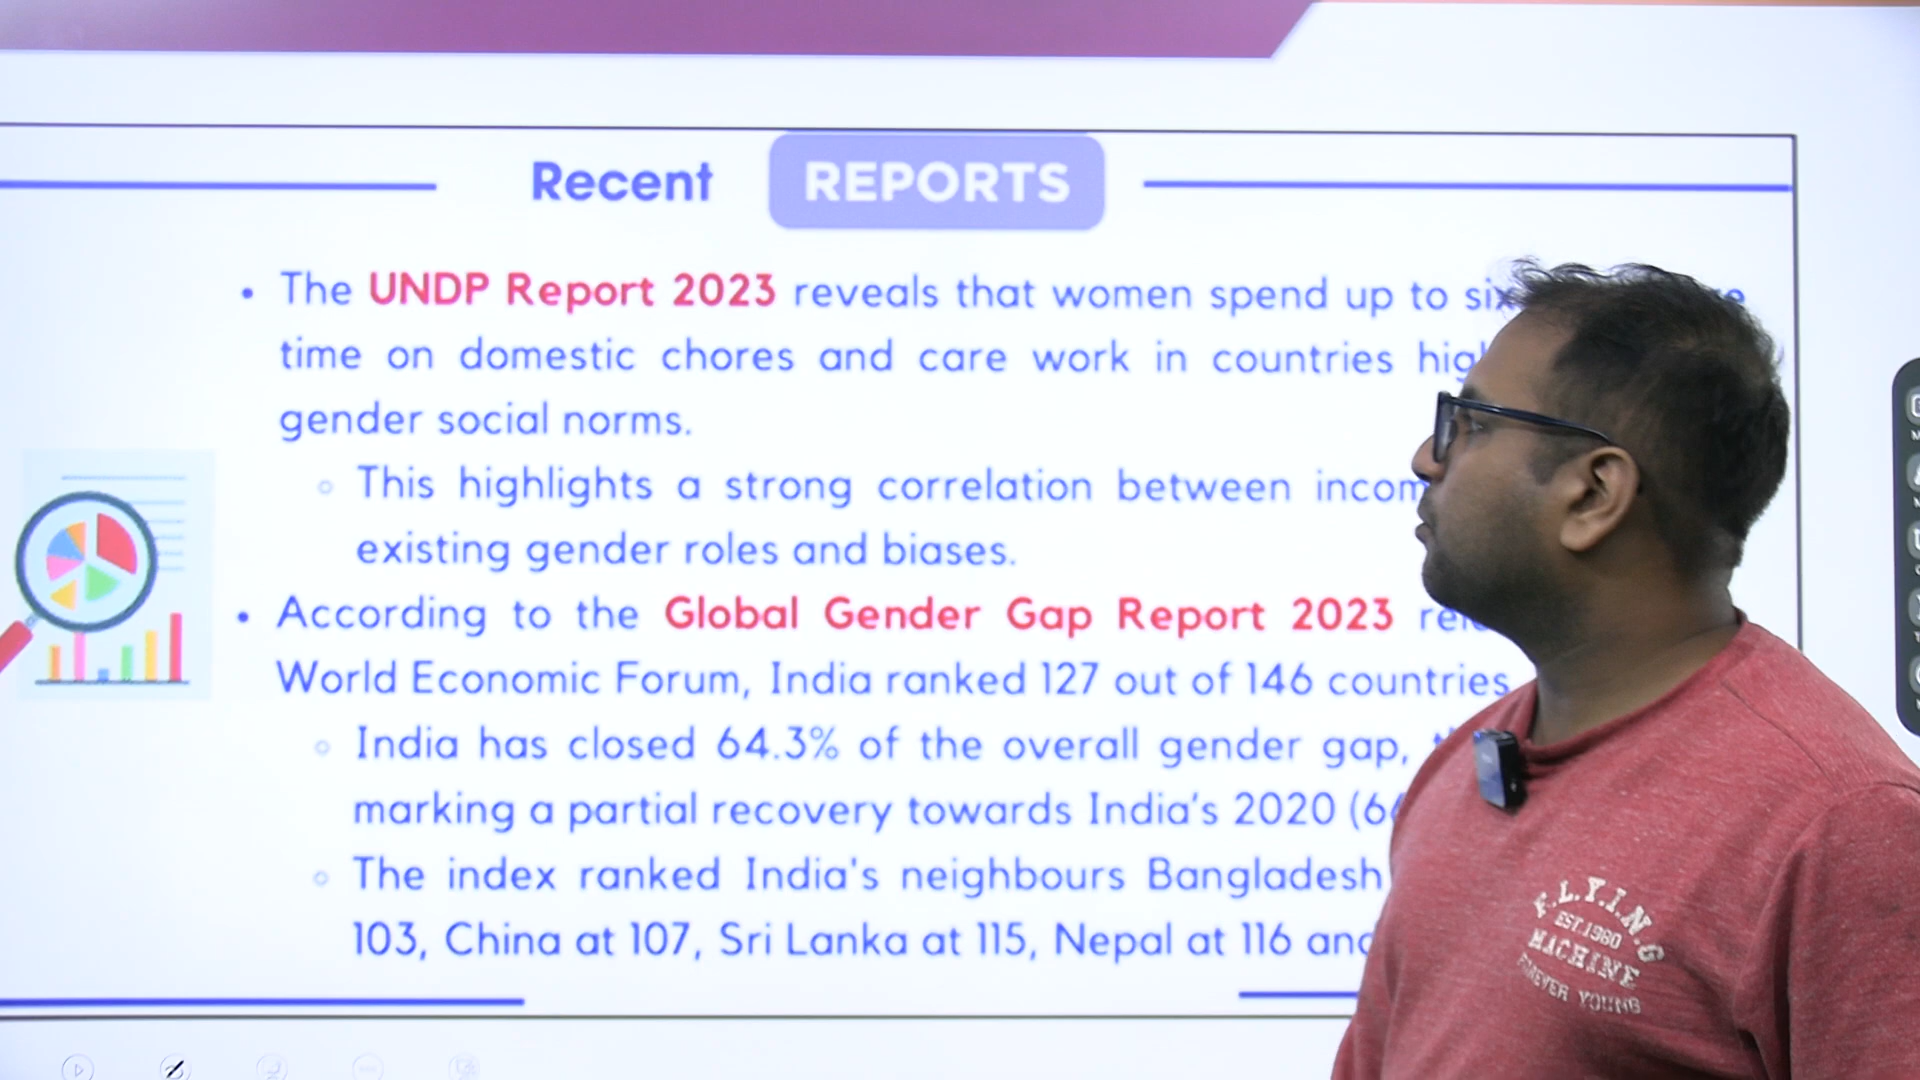 Recent REPORTS
The UNDP Report 2023 reveals that women spend up to six
time on domestic chores and care work in countries
gender social norms.
This highlights a strong correlation between
existing gender roles and biases.
According to the Global Gender Gap Report 2023
World Economic Forum, India ranked 127 out of 146 countries
India has closed 64.3% of the overall gender gap,
marking a partial recovery towards India's 2020
The index ranked India's neighbours Bangladesh
103, China at 107, Sri Lanka at 115, Nepal at 116 and
F.L.Y.I.N.G
EST.1980
MACHINE
FOREVER YOUNG